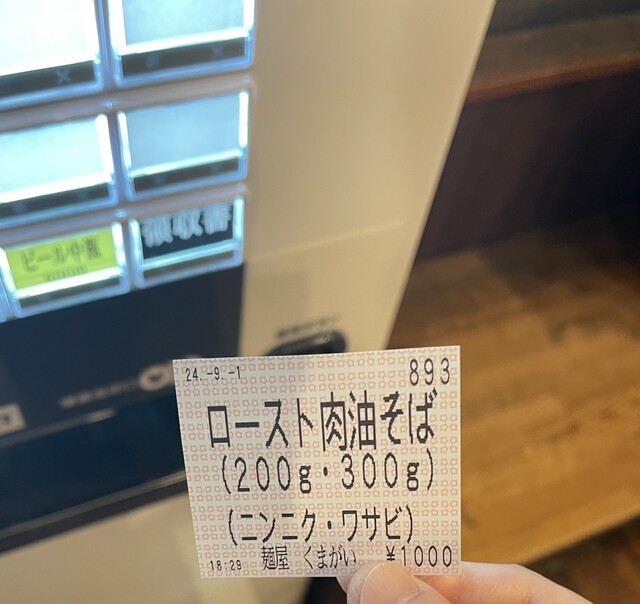 ビール中瓶
領収書
24.-9.-1 893
ロースト肉油そば
(200g・300g)
(ニンニク・ワサビ)
18:29 麺屋 くまがい ¥1000